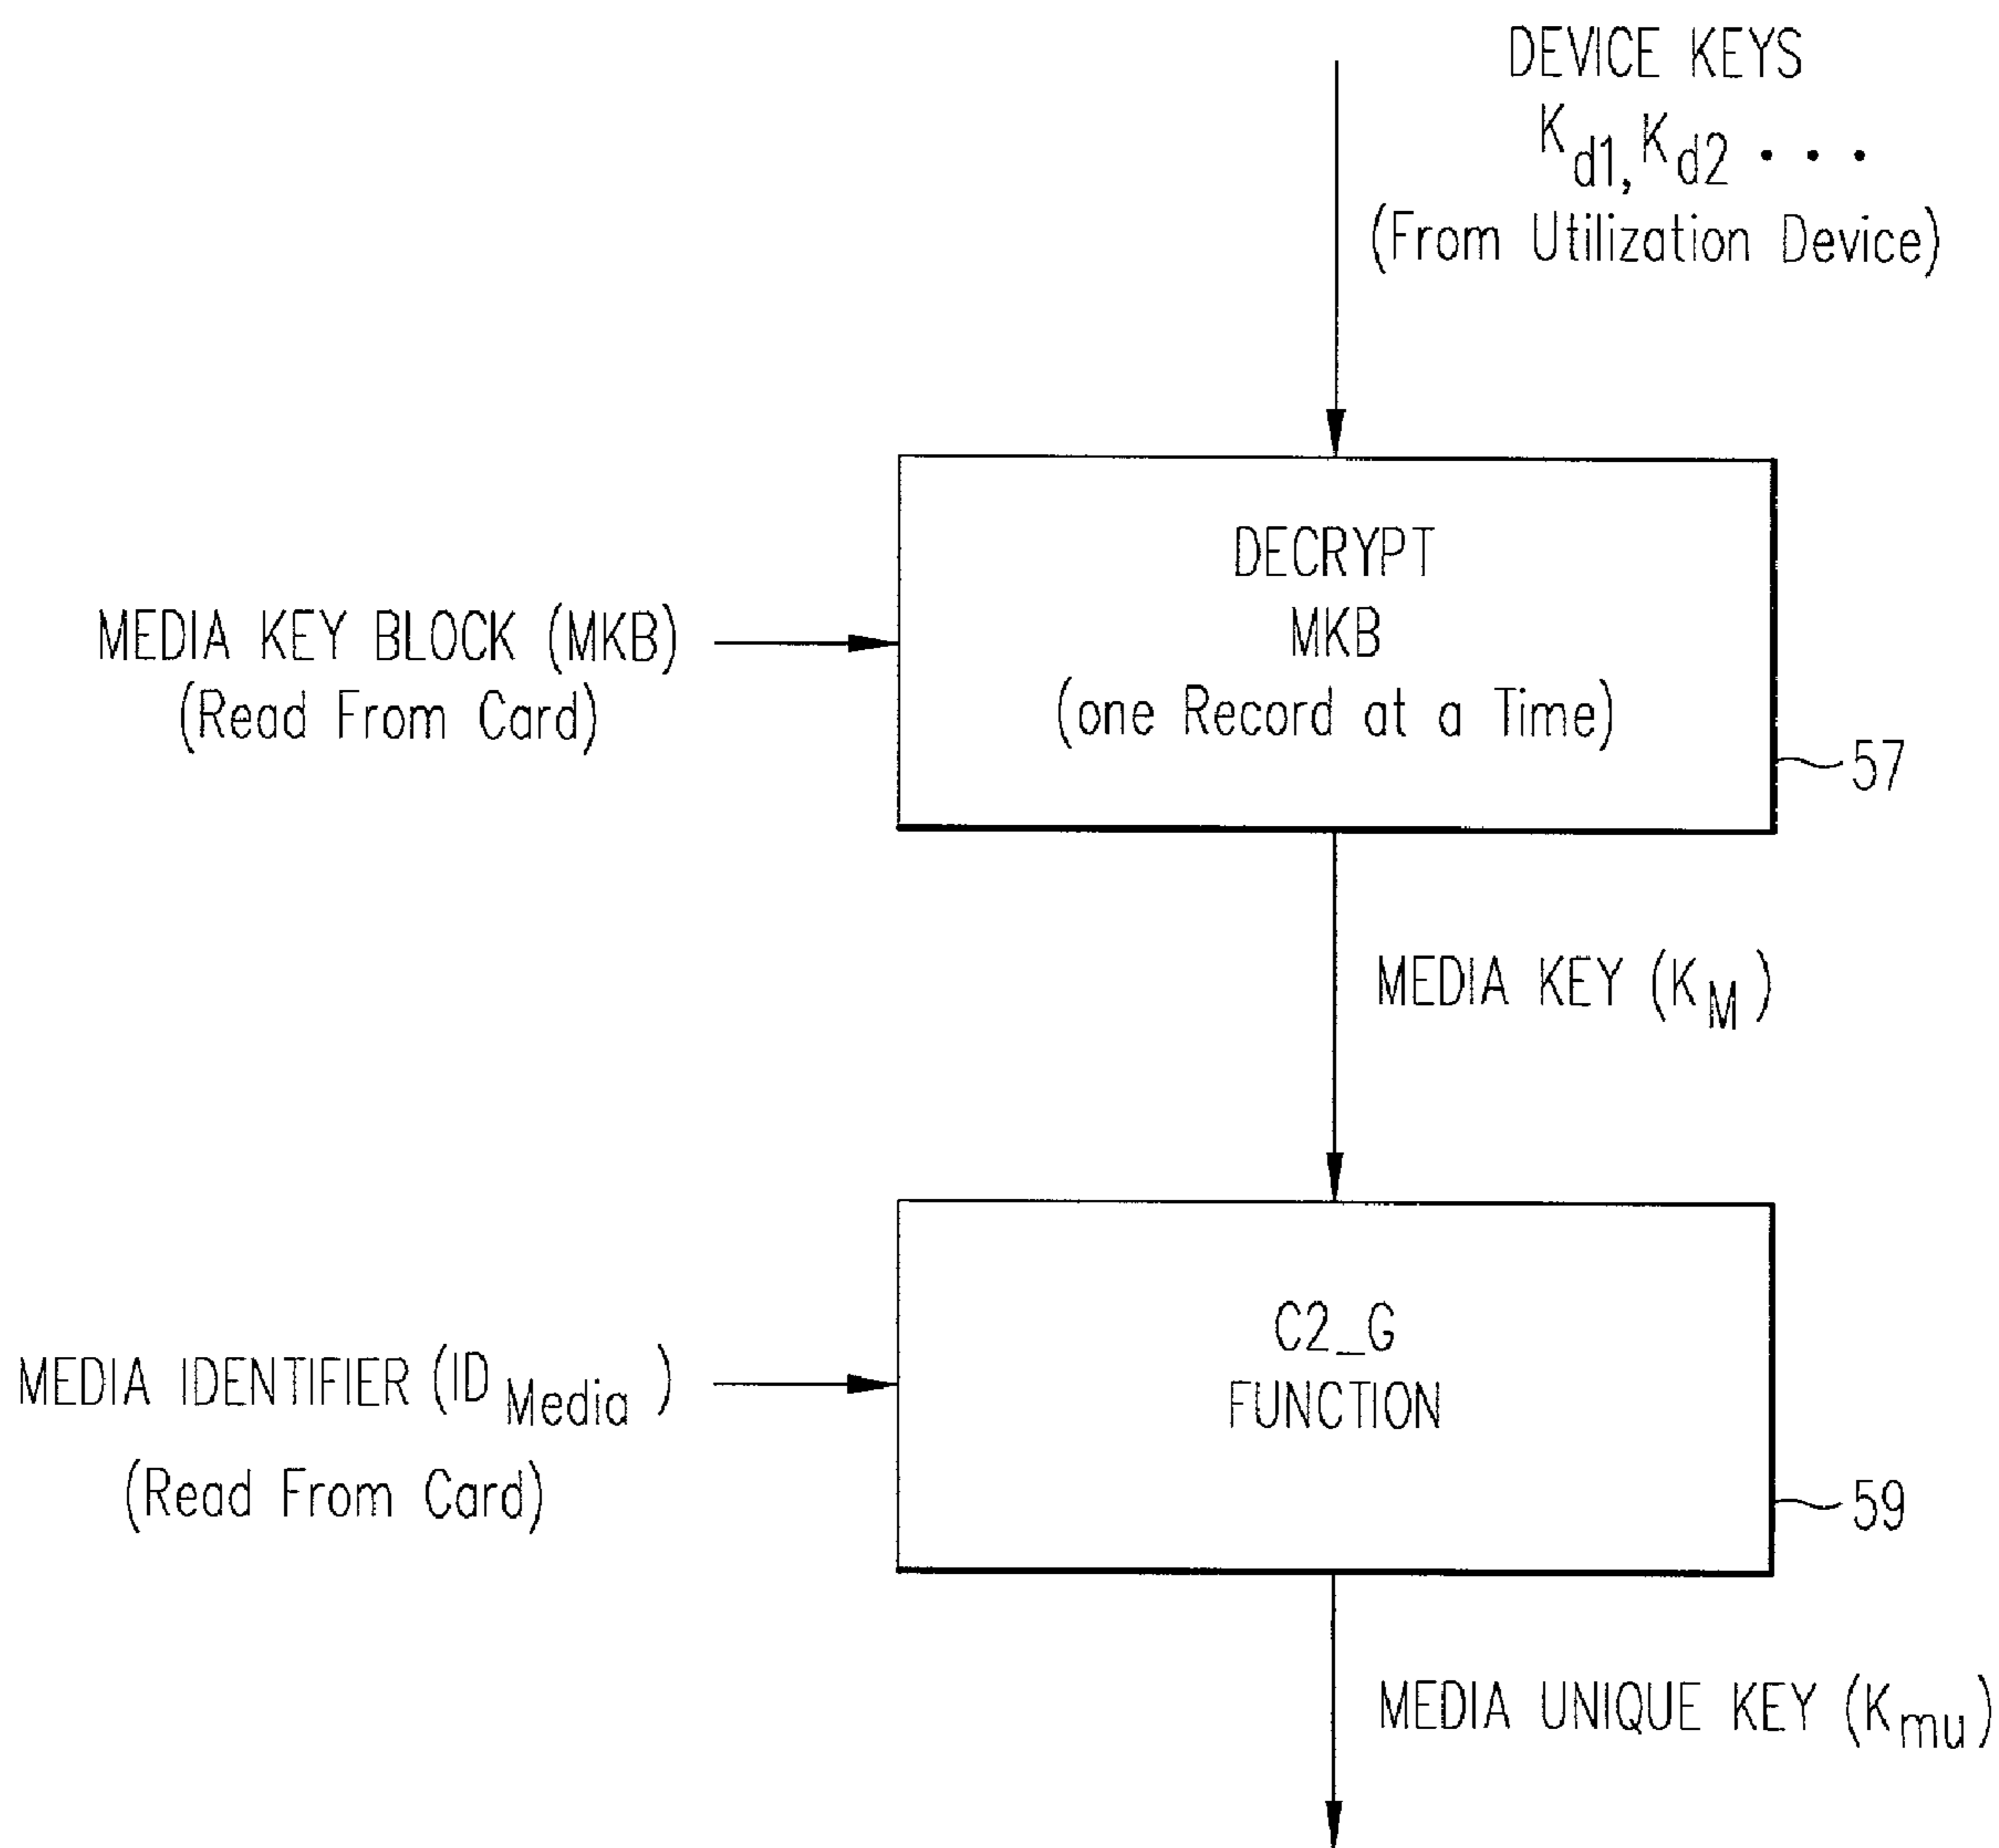 DEVICE KEYS
Kd1, Kd2 • • •
(From Utilization Device)
DECRYPT
MKB
(one Record at a Time)
MEDIA KEY BLOCK (MKB)
(Read From Card)
57
MEDIA KEY (KM)
C2_G
FUNCTION
MEDIA IDENTIFIER (IDMedia)
(Read From Card)
59
MEDIA UNIQUE KEY (Kmu)